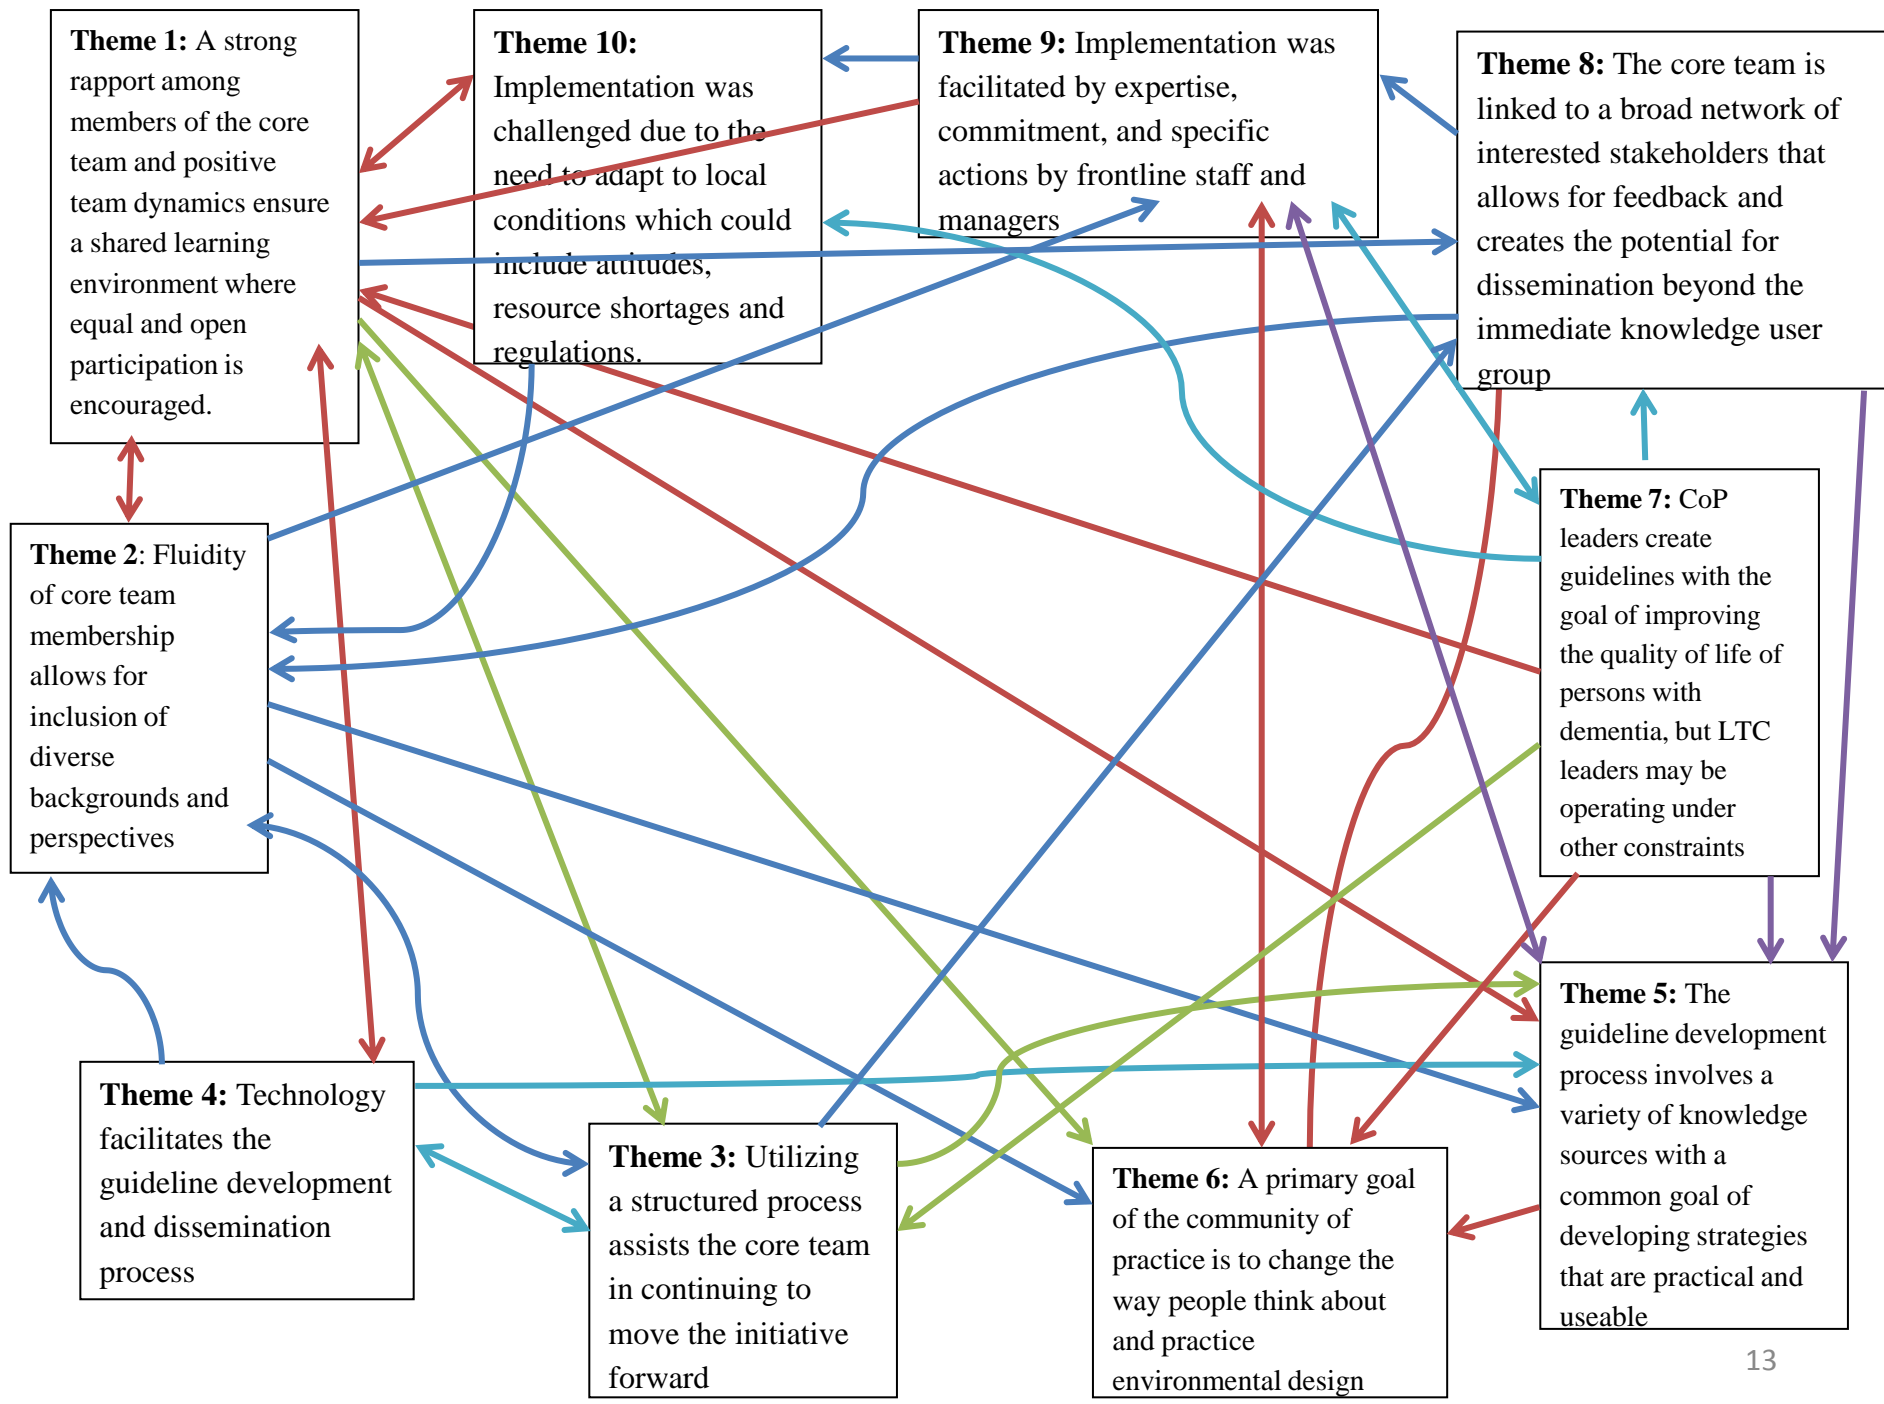 Theme 1: A strong
rapport among
members of the core
team and positive
team dynamics ensure
a shared learning
environment where
equal and open
participation is
encouraged.
Theme 10:
Implementation was
challenged due to the
need to adapt to local
conditions which could
include attitudes,
resource shortages and
regulations.
Theme 9: Implementation was
facilitated by expertise,
commitment, and specific
actions by frontline staff and
managers
Theme 8: The core team is
linked to a broad network of
interested stakeholders that
allows for feedback and
creates the potential for
dissemination beyond the
immediate knowledge user
group
Theme 2: Fluidity
of core team
membership
allows for
inclusion of
diverse
backgrounds and
perspectives
Theme 7: CoP
leaders create
guidelines with the
goal of improving
the quality of life of
persons with
dementia, but LTC
leaders may be
operating under
other constraints
Theme 4: Technology
facilitates the
guideline development
and dissemination
process
Theme 3: Utilizing
a structured process
assists the core team
in continuing to
move the initiative
forward
Theme 6: A primary goal
of the community of
practice is to change the
way people think about
and practice
environmental design
Theme 5: The
guideline development
process involves a
variety of knowledge
sources with a
common goal of
developing strategies
that are practical and
useable
13